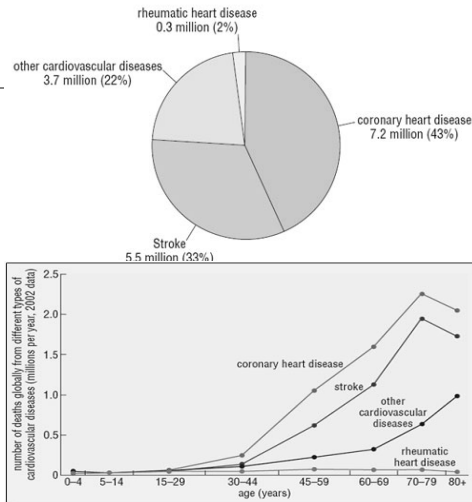 rheumatic heart disease
0.3 million (2%)
other cardiovascular diseases
3.7 million (22%)
coronary heart disease
7.2 million (43%)
Stroke
5.5 million (33%)
number of deaths globally from different types of
cardiovascular diseases (millions per year, 2002 data)
2.5
2.0
1.5
1.0
0.5
0
coronary heart disease
stroke
other
cardiovascular
diseases
rheumatic
heart disease
0–4 5–14 15–29 30–44 45–59 60–69 70–79 80+
age (years)